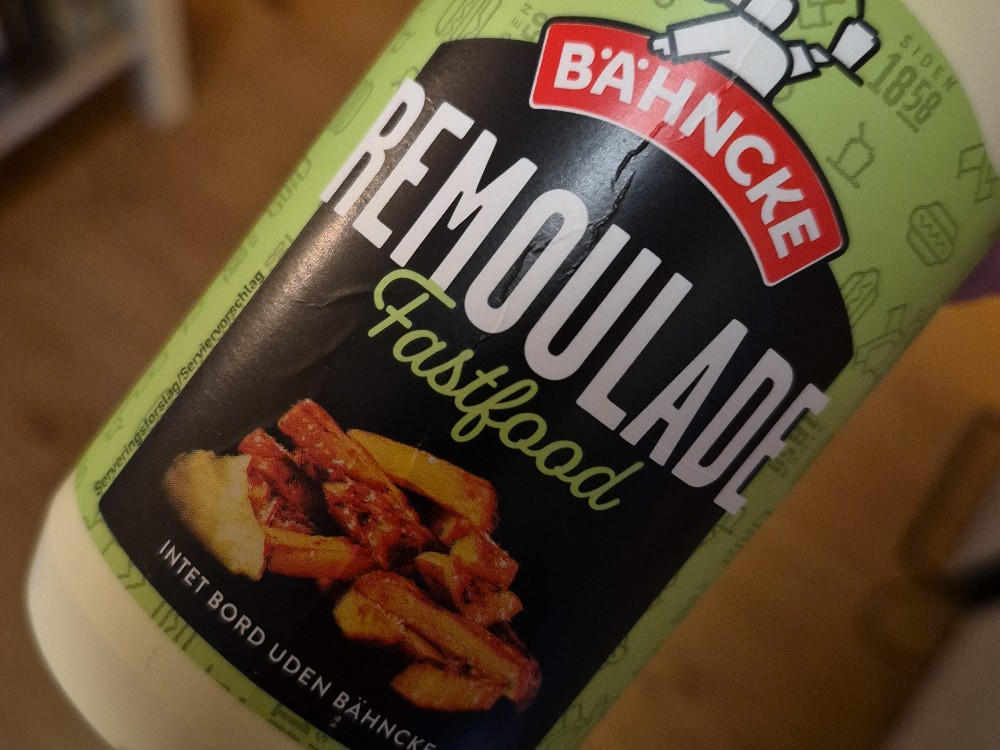 BÄHNCKE
SIDEN
1858
REMOULADE
Fastfood
Serveringsforslag/Serviervorschlag
INTET BORD UDEN BÄHNCKE